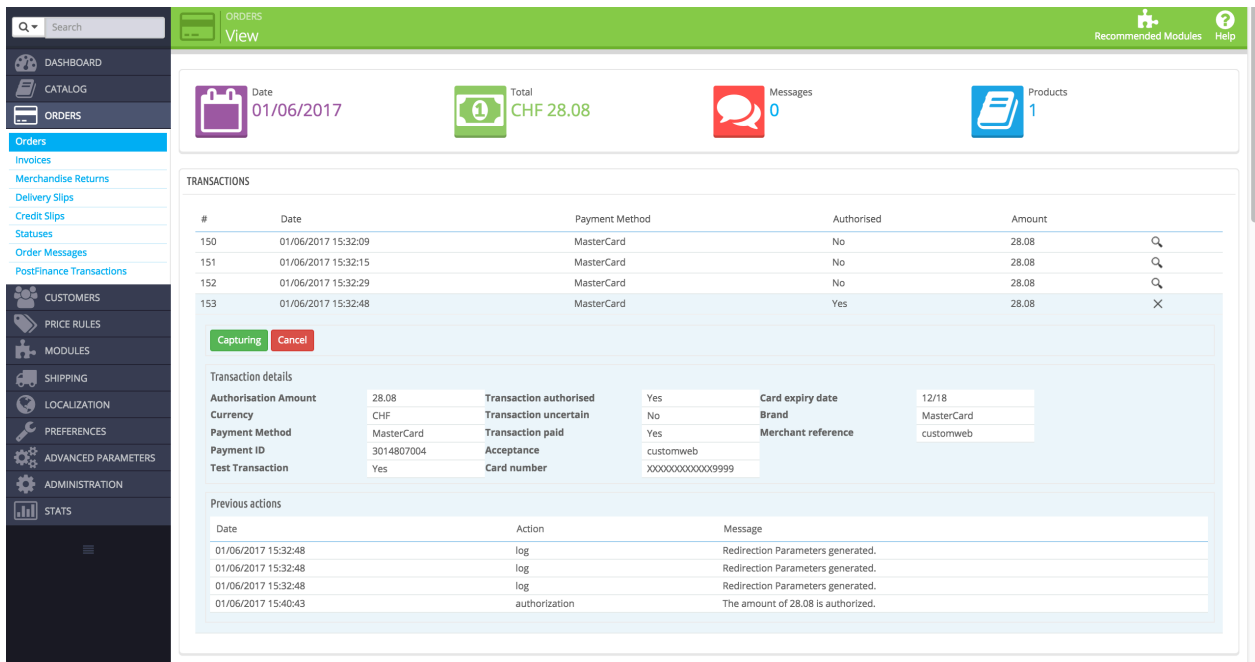 Search
ORDERS
View
Recommended Modules
Help
DASHBOARD
CATALOG
ORDERS
Orders
Invoices
Merchandise Returns
Delivery Slips
Credit Slips
Statuses
Order Messages
PostFinance Transactions
CUSTOMERS
PRICE RULES
MODULES
SHIPPING
LOCALIZATION
PREFERENCES
ADVANCED PARAMETERS
ADMINISTRATION
STATS
Date
01/06/2017
1
Total
CHF 28.08
Messages
0
Products
1
TRANSACTIONS
# Date Payment Method Authorised Amount
150 01/06/2017 15:32:09 MasterCard No 28.08
151 01/06/2017 15:32:15 MasterCard No 28.08
152 01/06/2017 15:32:29 MasterCard No 28.08
153 01/06/2017 15:32:48 MasterCard Yes 28.08
Capturing Cancel
Transaction details
Authorisation Amount 28.08 Transaction authorised Yes Card expiry date 12/18
Currency CHF Transaction uncertain No Brand MasterCard
Payment Method MasterCard Transaction paid Yes Merchant reference customweb
Payment ID 3014807004 Acceptance customweb
Test Transaction Yes Card number XXXXXXXXXXXX9999
Previous actions
Date Action Message
01/06/2017 15:32:48 log Redirection Parameters generated.
01/06/2017 15:32:48 log Redirection Parameters generated.
01/06/2017 15:32:48 log Redirection Parameters generated.
01/06/2017 15:40:43 authorization The amount of 28.08 is authorized.